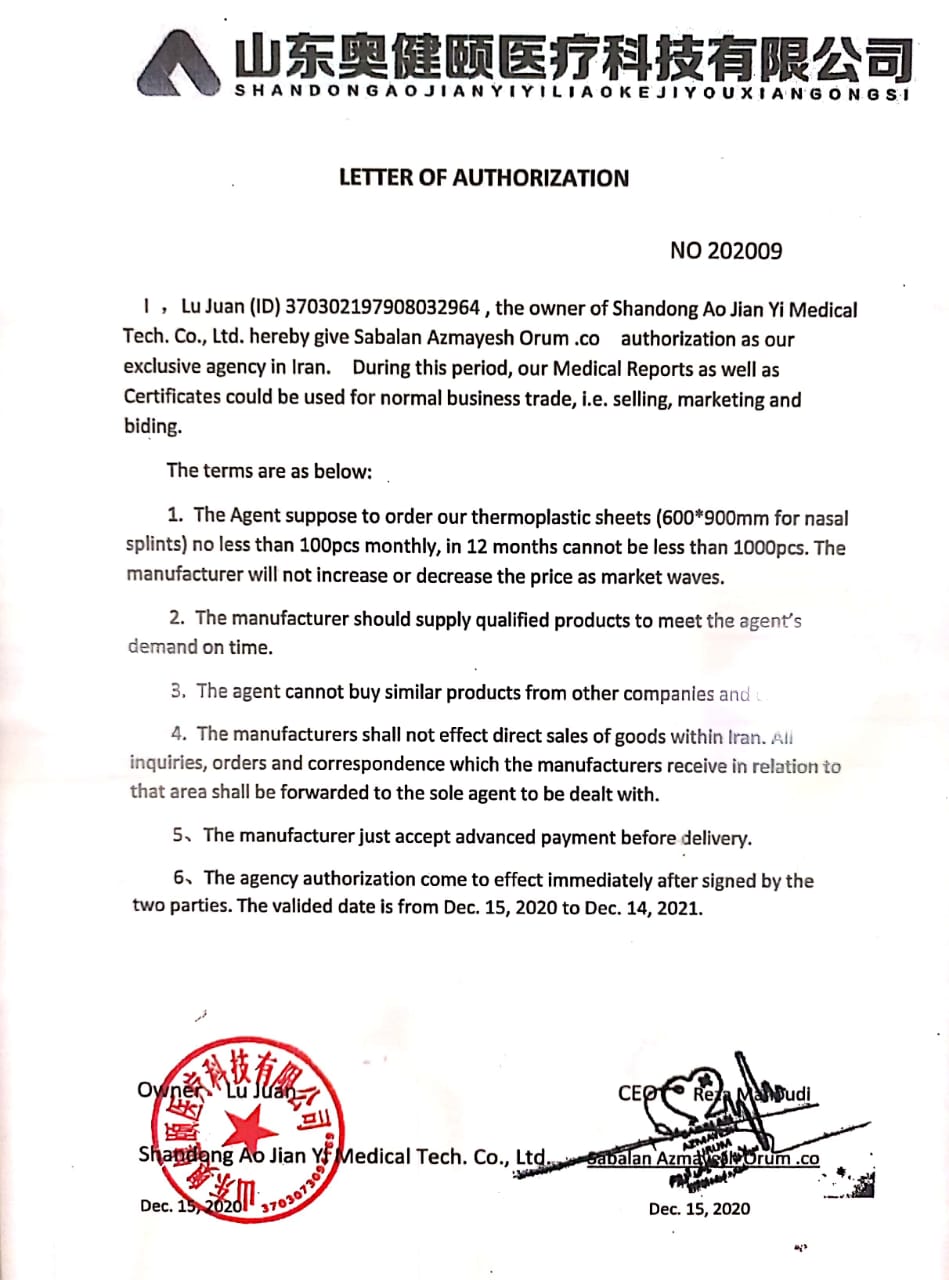 山东奥健颐医疗科技有限公司
SHANDONGAOJIANYIYILIAOKEJIYOUXIANGONGSI
LETTER OF AUTHORIZATION
NO 202009
I ，Lu Juan (ID) 370302197908032964 , the owner of Shandong Ao Jian Yi Medical
Tech. Co., Ltd. hereby give Sabalan Azmayesh Orum .co authorization as our
exclusive agency in Iran. During this period, our Medical Reports as well as
Certificates could be used for normal business trade, i.e. selling, marketing and
biding.
The terms are as below:
1. The Agent suppose to order our thermoplastic sheets (600*900mm for nasal
splints) no less than 100pcs monthly, in 12 months cannot be less than 1000pcs. The
manufacturer will not increase or decrease the price as market waves.
2. The manufacturer should supply qualified products to meet the agent's
demand on time.
3. The agent cannot buy similar products from other companies and
4. The manufacturers shall not effect direct sales of goods within Iran. All
inquiries, orders and correspondence which the manufacturers receive in relation to
that area shall be forwarded to the sole agent to be dealt with.
5、The manufacturer just accept advanced payment before delivery.
6、The agency authorization come to effect immediately after signed by the
two parties. The valided date is from Dec. 15, 2020 to Dec. 14, 2021.
Owner Lu Juan
CEO Reza
Shandong Ao Jian Yi Medical Tech. Co., Ltd.
Sabalan Azmayesh Orum .co
Dec. 15, 2020
Dec. 15, 2020
山东奥健颐医疗科技有限公司
SABALAN
AZMAYESH
ORUM